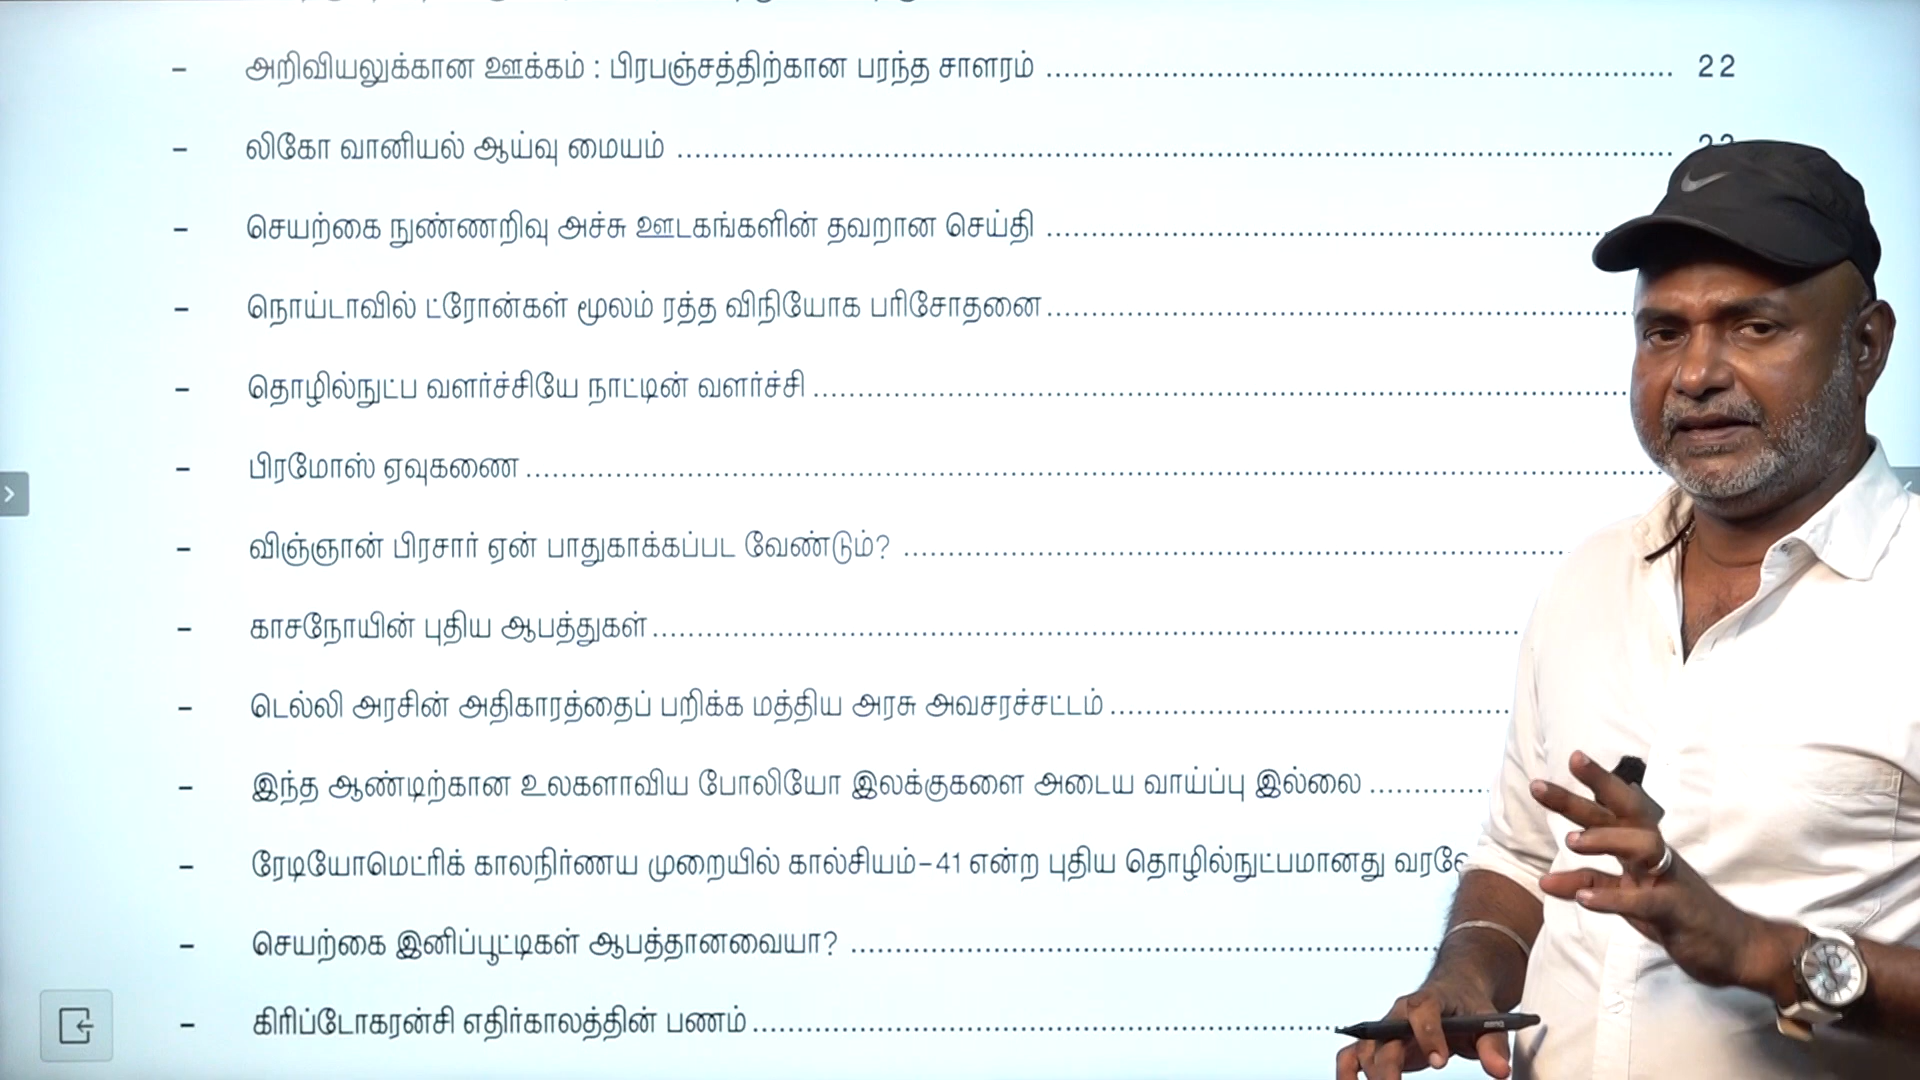 - அறிவியலுக்கான ஊக்கம் : பிரபஞ்சத்திற்கான பரந்த சாளரம் ........ 22
- லிகோ வானியல் ஆய்வு மையம் ........
- செயற்கை நுண்ணறிவு அச்சு ஊடகங்களின் தவறான செய்தி ........
- நொய்டாவில் ட்ரோன்கள் மூலம் ரத்த விநியோக பரிசோதனை ........
- தொழில்நுட்ப வளர்ச்சியே நாட்டின் வளர்ச்சி ........
- பிரமோஸ் ஏவுகணை ........
- விஞ்ஞான் பிரசார் ஏன் பாதுகாக்கப்பட வேண்டும்? ........
- காசநோயின் புதிய ஆபத்துகள் ........
- டெல்லி அரசின் அதிகாரத்தைப் பறிக்க மத்திய அரசு அவசரச்சட்டம் ........
- இந்த ஆண்டிற்கான உலகளாவிய போலியோ இலக்குகளை அடைய வாய்ப்பு இல்லை ........
- ரேடியோமெட்ரிக் காலநிர்ணய முறையில் கால்சியம்-41 என்ற புதிய தொழில்நுட்பமானது
- செயற்கை இனிப்பூட்டிகள் ஆபத்தானவையா? ........
- கிரிப்டோகரன்சி எதிர்காலத்தின் பணம் ........